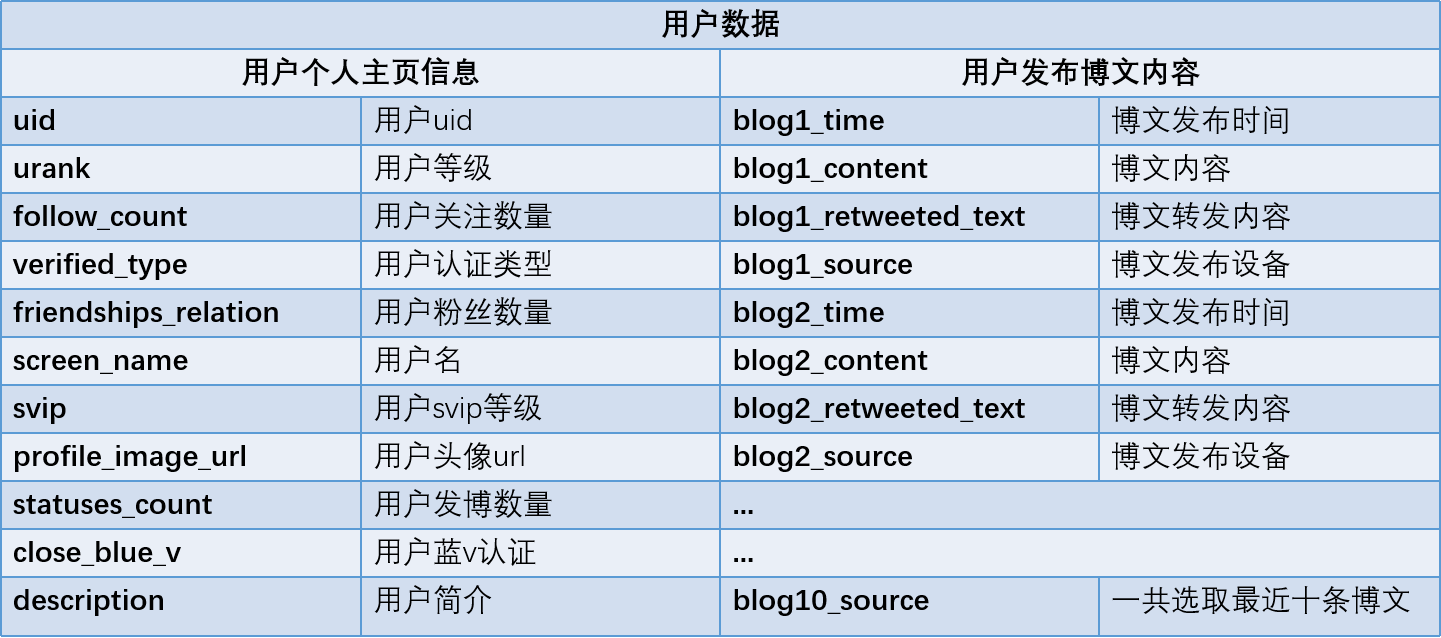 用户数据
用户个人主页信息 用户发布博文内容
uid 用户uid blog1_time 博文发布时间
urank 用户等级 blog1_content 博文内容
follow_count 用户关注数量 blog1_retweeted_text 博文转发内容
verified_type 用户认证类型 blog1_source 博文发布设备
friendships_relation 用户粉丝数量 blog2_time 博文发布时间
screen_name 用户名 blog2_content 博文内容
svip 用户svip等级 blog2_retweeted_text 博文转发内容
profile_image_url 用户头像url blog2_source 博文发布设备
statuses_count 用户发博数量 ...
close_blue_v 用户蓝v认证 ...
description 用户简介 blog10_source 一共选取最近十条博文